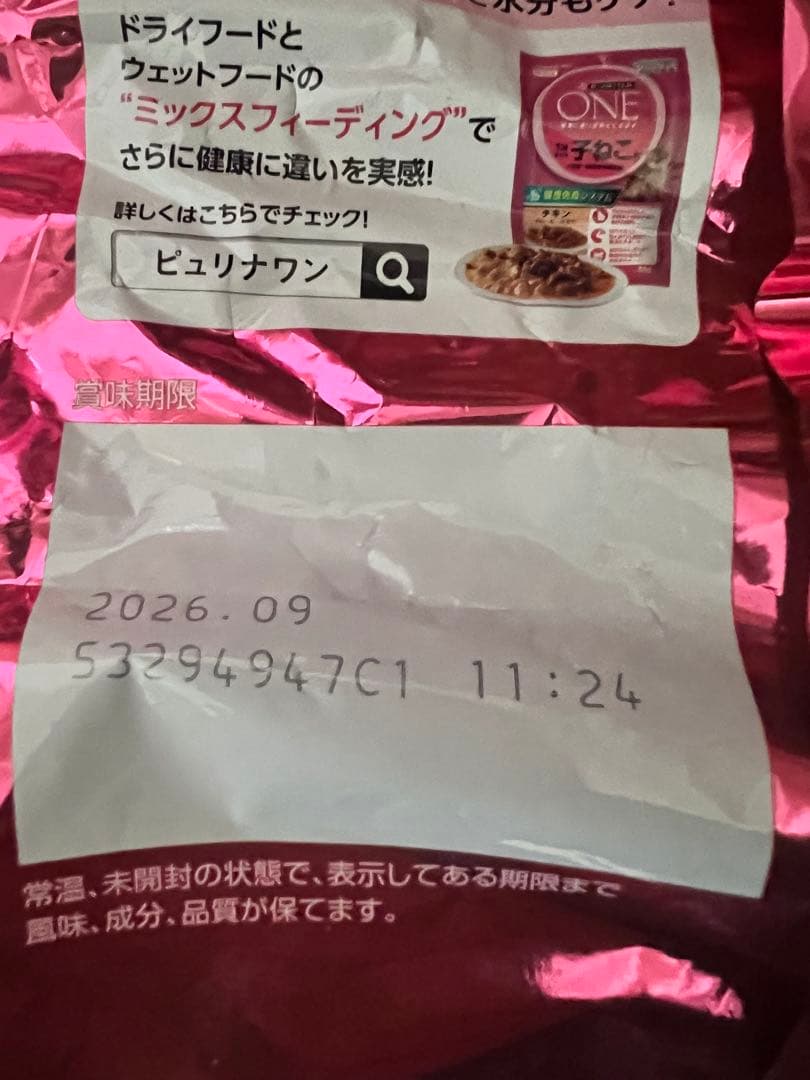 水分もケア!
ドライフードと
ウェットフードの
“ミックスフィーディング”で
さらに健康に違いを実感!
詳しくはこちらでチェック!
ピュリナワン
ONE
子ねこ
チキン
賞味期限
2026.09
53294947C1 11:24
常温、未開封の状態で、表示してある期限まで
風味、成分、品質が保てます。